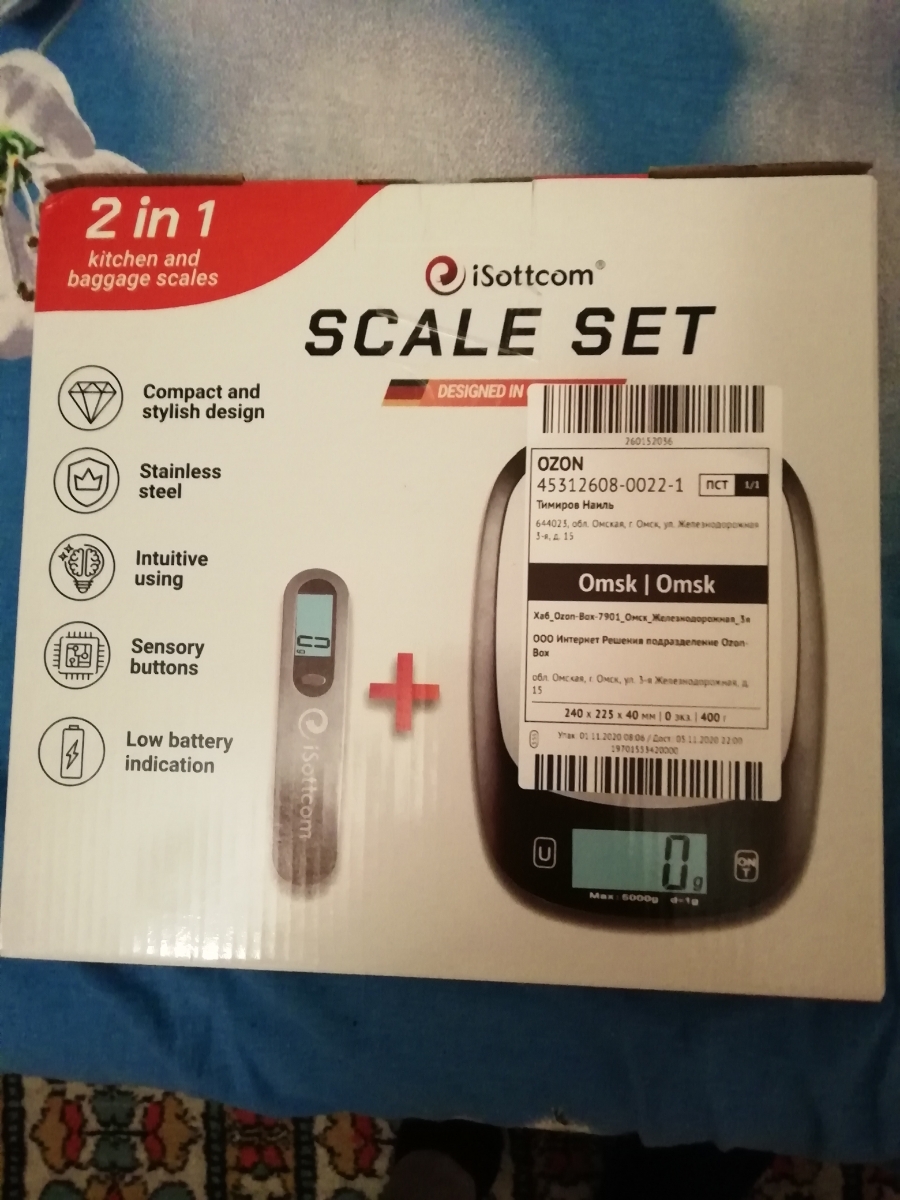 2 in 1
kitchen and
baggage scales
iSottcom®
SCALE SET
DESIGNED IN
Compact and
stylish design
Stainless
steel
Intuitive
using
Sensory
buttons
Low battery
indication
iSottcom
260152036
OZON
45312608-0022-1 ПСТ 1/1
Тимиров Наиль
644023, обл. Омская, г. Омск, ул. Железнодорожная
3-я, д. 15
Omsk | Omsk
Хаб_Ozon-Box-7901_Омск_Железнодорожная_3я
ООО Интернет Решения подразделение Ozon-
Box
обл. Омская, г. Омск, ул. 3-я Железнодорожная, д.
15
240 x 225 x 40 мм | 0 экз. | 400 г
Упак: 01.11.2020 08:06 / Дост: 05.11.2020 22:00
19701533420000
U
0 g
ON
T
Max: 5000g d=1g